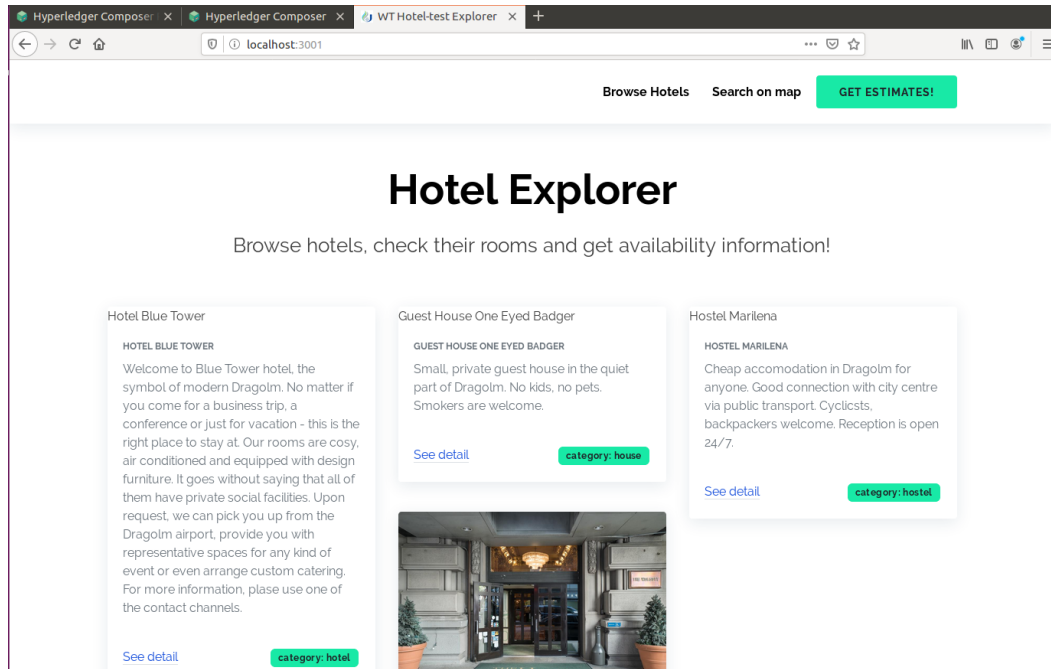 Hyperledger Composer
Hyperledger Composer
WT Hotel-test Explorer
localhost:3001
Browse Hotels
Search on map
GET ESTIMATES!
Hotel Explorer
Browse hotels, check their rooms and get availability information!
Hotel Blue Tower
HOTEL BLUE TOWER
Welcome to Blue Tower hotel, the
symbol of modern Dragolm. No matter if
you come for a business trip, a
conference or just for vacation - this is the
right place to stay at. Our rooms are cosy,
air conditioned and equipped with design
furniture. It goes without saying that all of
them have private social facilities. Upon
request, we can pick you up from the
Dragolm airport, provide you with
representative spaces for any kind of
event or even arrange custom catering.
For more information, plase use one of
the contact channels.
See detail
category: hotel
Guest House One Eyed Badger
GUEST HOUSE ONE EYED BADGER
Small, private guest house in the quiet
part of Dragolm. No kids, no pets.
Smokers are welcome.
See detail
category: house
Hostel Marilena
HOSTEL MARILENA
Cheap accomodation in Dragolm for
anyone. Good connection with city centre
via public transport. Cyclicsts,
backpackers welcome. Reception is open
24/7.
See detail
category: hostel